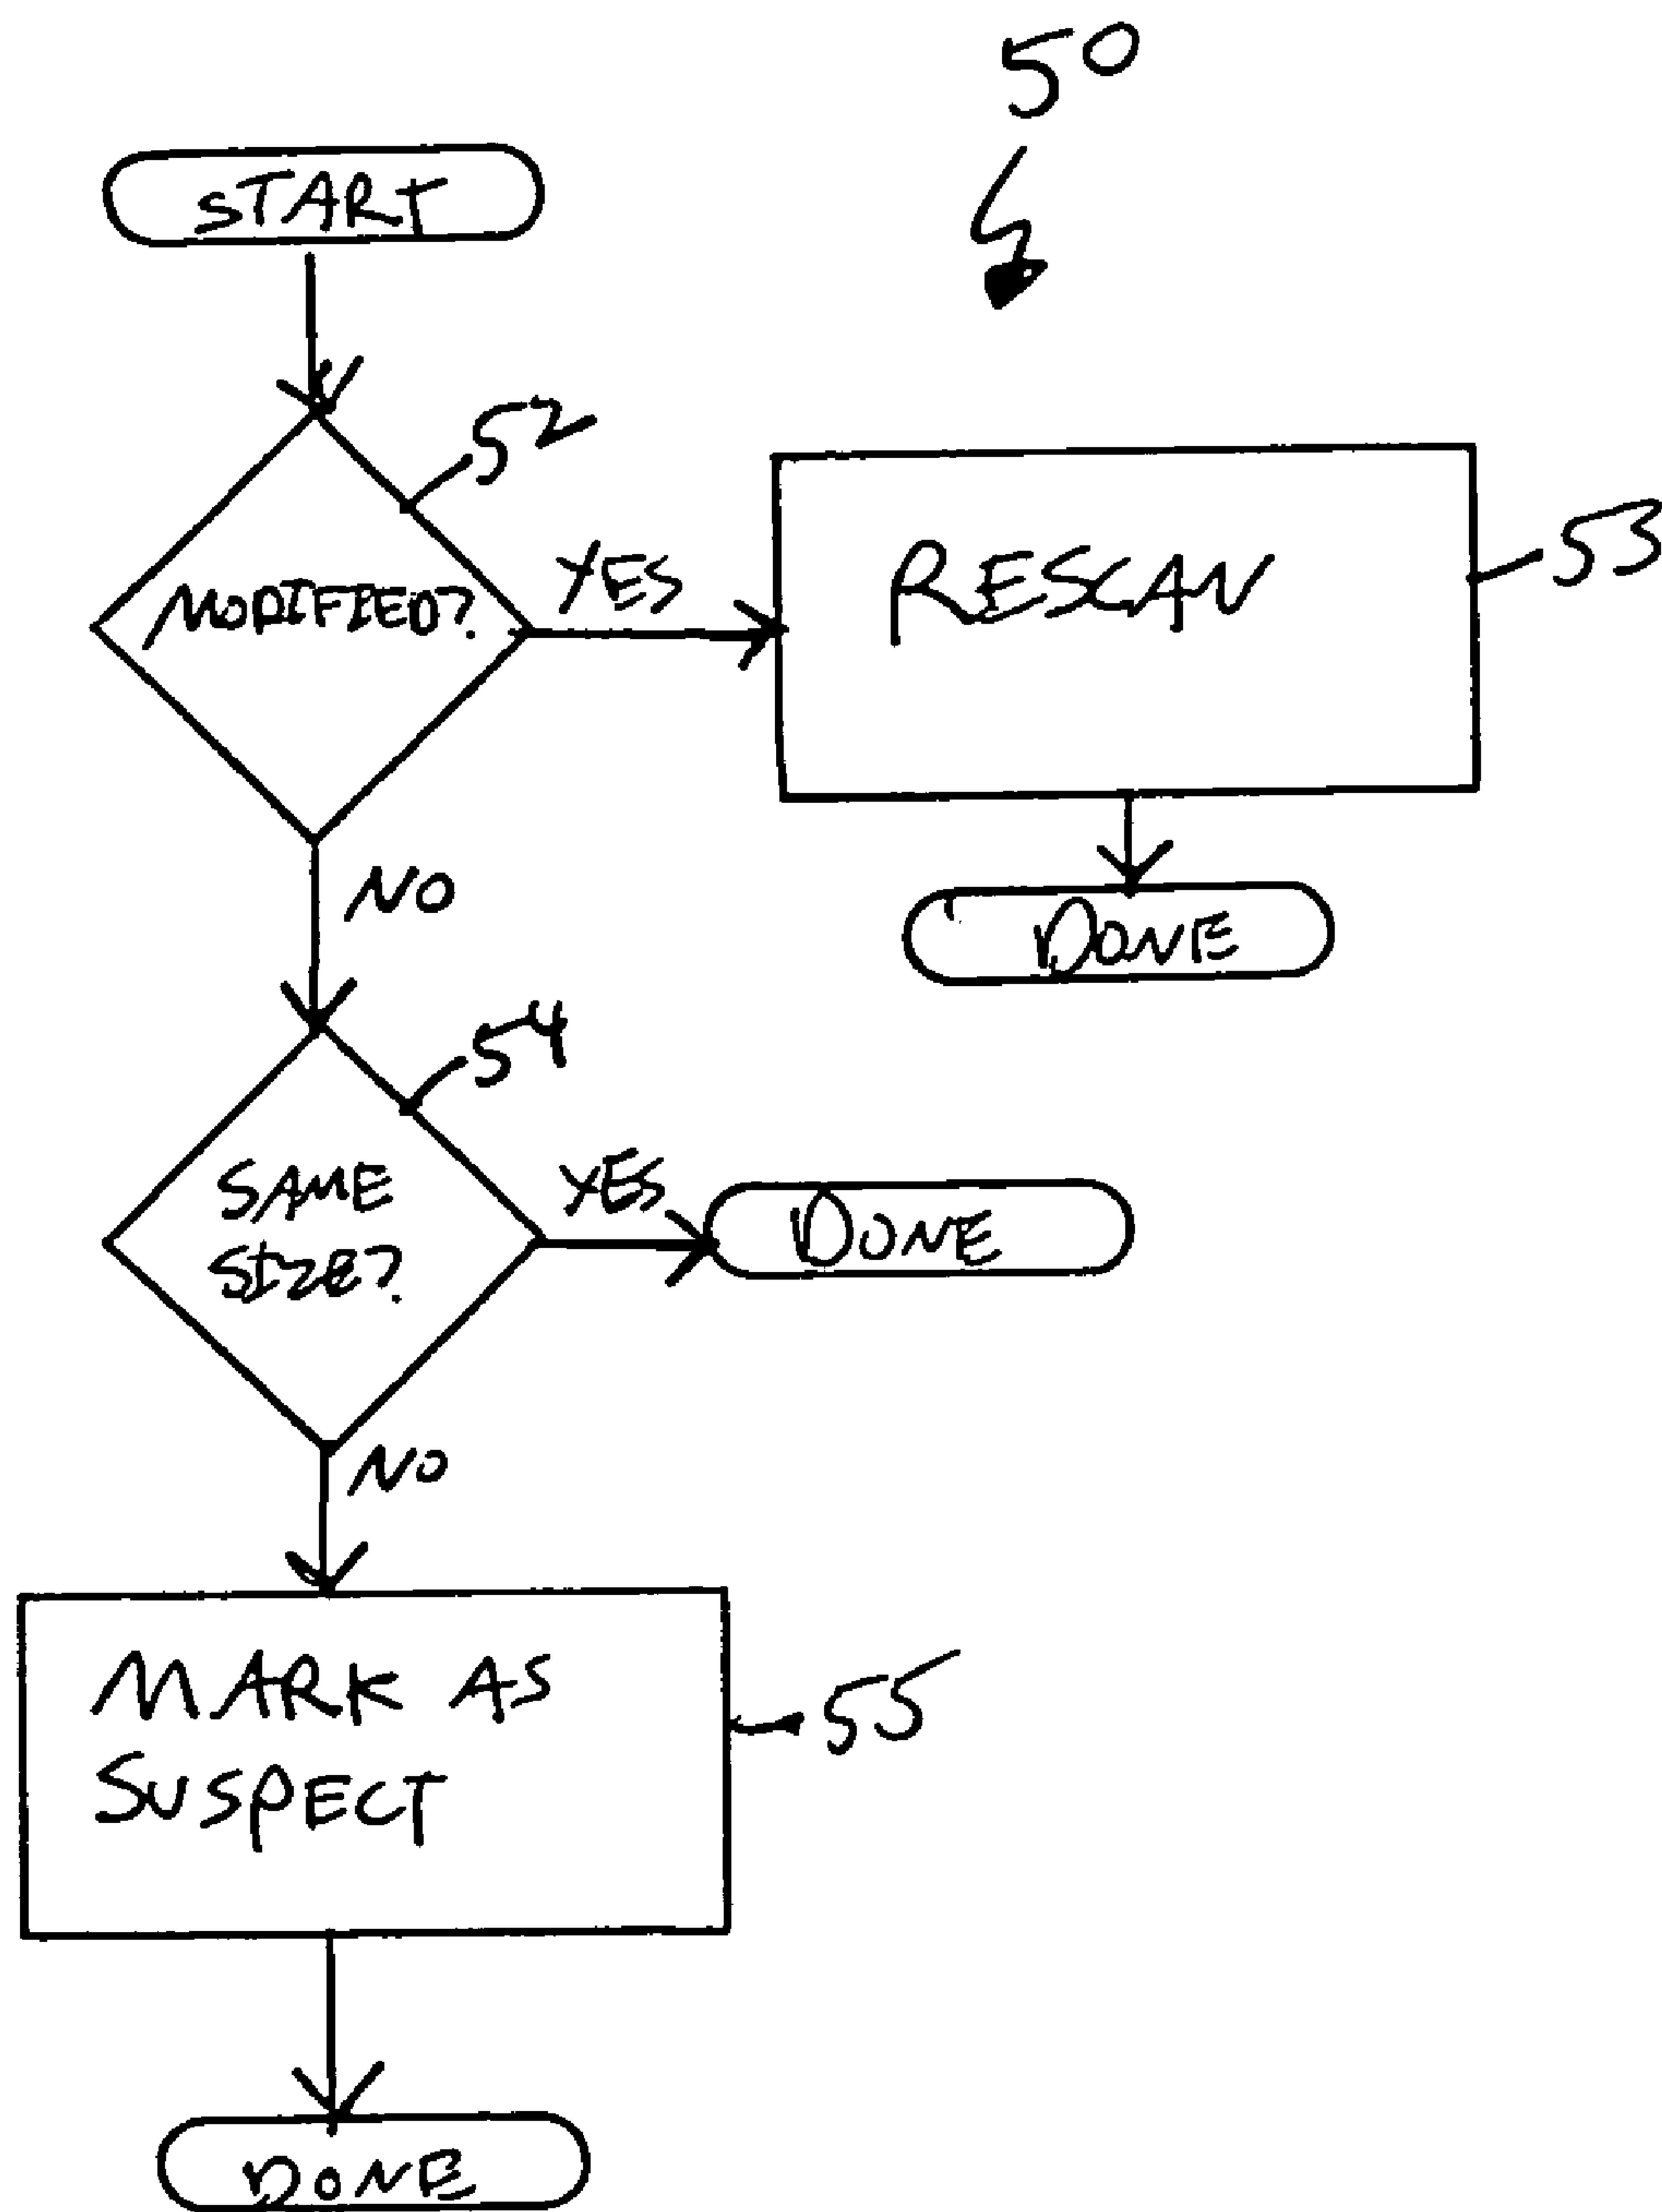 50
START
52
MODIFIED?
YES
RESCAN
53
NO
DONE
54
SAME
SIZE?
YES
DONE
NO
MARK AS
SUSPECT
55
DONE